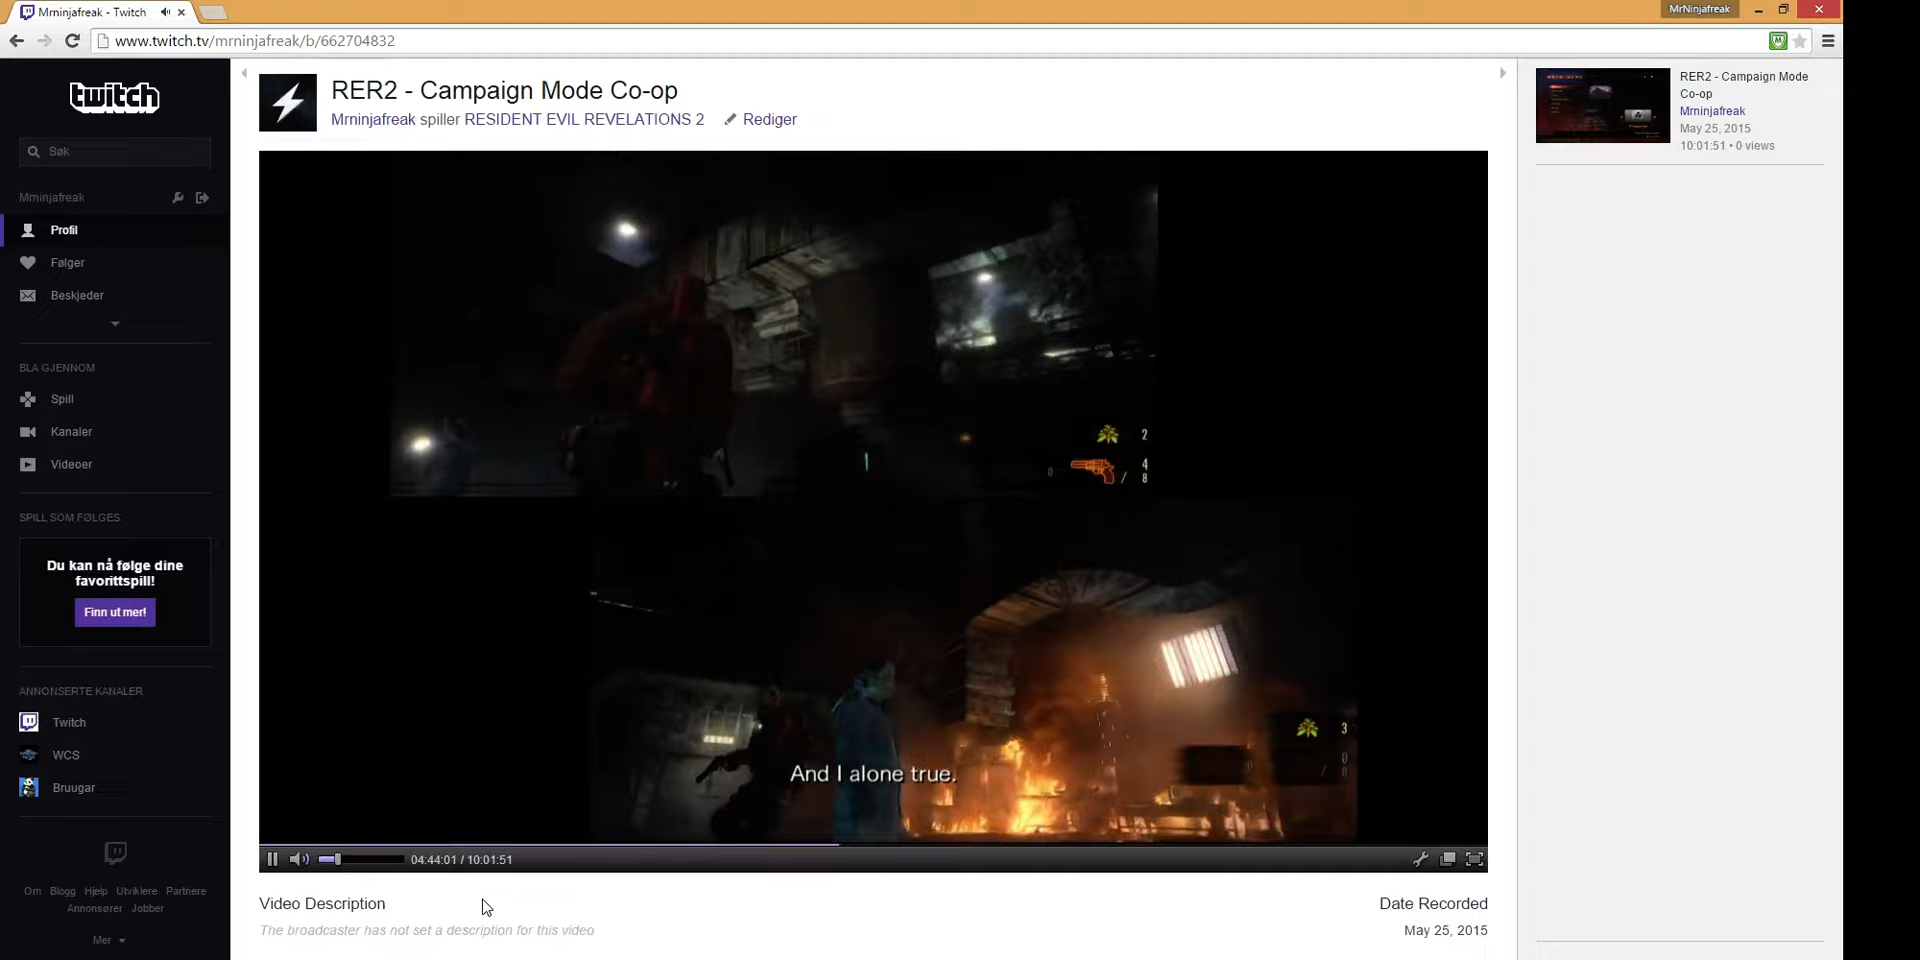 Mrninjafreak - Twitch
MrNinjafreak
www.twitch.tv/mrninjafreak/b/662704832
twitch
Søk
Mrninjafreak
Profil
Følger
Beskjeder
BLA GJENNOM
Spill
Kanaler
Videoer
SPILL SOM FØLGES
Du kan nå følge dine
favorittspill!
Finn ut mer!
ANNONSERTE KANALER
Twitch
WCS
Bruugar
Om Blogg Hjelp Utviklere Partnere
Annonsører Jobber
Mer
RER2 - Campaign Mode Co-op
Mrninjafreak spiller RESIDENT EVIL REVELATIONS 2 Rediger
2
0 4
/ 8
3
0 0
/ 0
And I alone true.
04:44:01 / 10:01:51
Video Description
The broadcaster has not set a description for this video
Date Recorded
May 25, 2015
RER2 - Campaign Mode
Co-op
Mrninjafreak
May 25, 2015
10:01:51 • 0 views